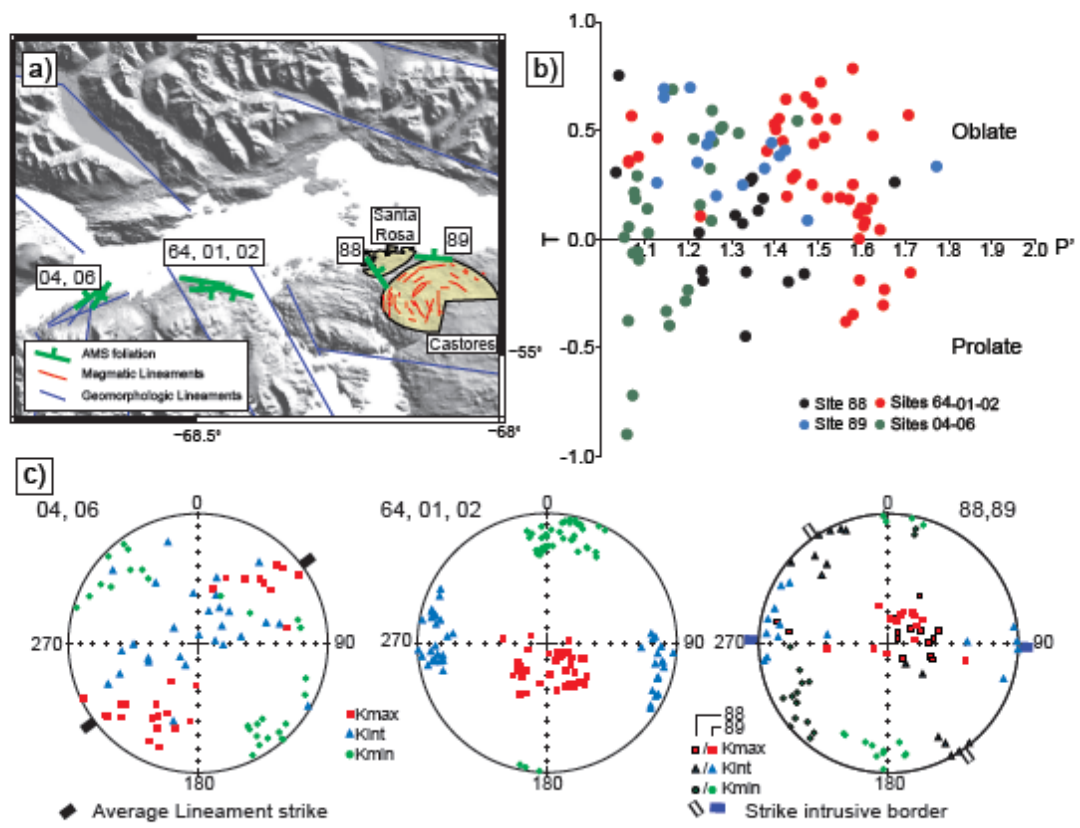 a)
Santa
Rosa
88
89
64, 01, 02
04, 06
Castores
AMS foliation
Magmatic Lineaments
Geomorphologic Lineaments
−55°
−68.5°
−68°
b)
1.0
0.5
0.0
-0.5
-1.0
T
1.1
1.2
1.3
1.4
1.5
1.6
1.7
1.8
1.9
2.0
P'
Oblate
Prolate
Site 88
Sites 64-01-02
Site 89
Sites 04-06
c)
04, 06
0
90
180
270
64, 01, 02
0
90
180
270
88,89
0
90
180
270
Kmax
Kint
Kmin
88
89
/ Kmax
/ Kint
/ Kmin
Average Lineament strike
/ Strike intrusive border